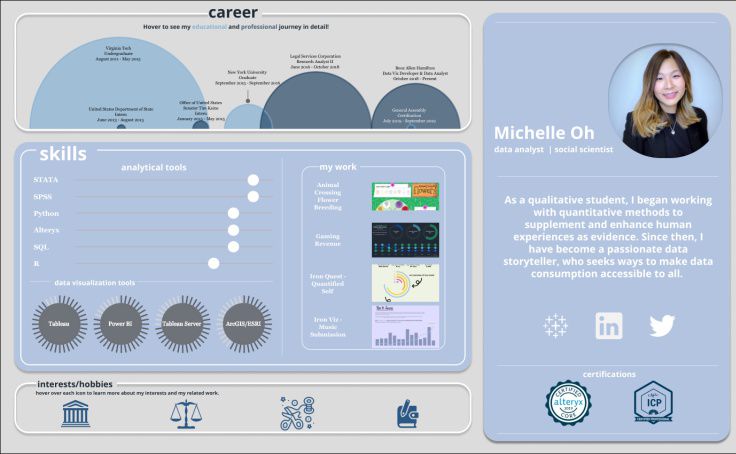 career
Hover to see my educational and professional journey in detail!
Virginia Tech
Undergraduate
August 2011 - May 2015
United States Department of State
Intern
June 2013 - August 2013
Office of United States
Senator Tim Kaine
Intern
January 2015 - May 2015
New York University
Graduate
September 2015 - September 2016
Legal Services Corporation
Research Analyst II
June 2016 - October 2018
Booz Allen Hamilton
Data Viz Developer & Data Analyst
October 2018 - Present
General Assembly
Certification
July 2019 - September 2019
skills
analytical tools
STATA
SPSS
Python
Alteryx
SQL
R
data visualization tools
Tableau
Power BI
Tableau Server
ArcGIS/ESRI
my work
Animal
Crossing
Flower
Breeding
Gaming
Revenue
Iron Quest -
Quantified
Self
Iron Viz -
Music
Submission
interests/hobbies
hover over each icon to learn more about my interests and my related work.
Michelle Oh
data analyst | social scientist
As a qualitative student, I began working
with quantitative methods to
supplement and enhance human
experiences as evidence. Since then, I
have become a passionate data
storyteller, who seeks ways to make data
consumption accessible to all.
in
certifications
CERTIFIED
alteryx
2019
CORE
ICP